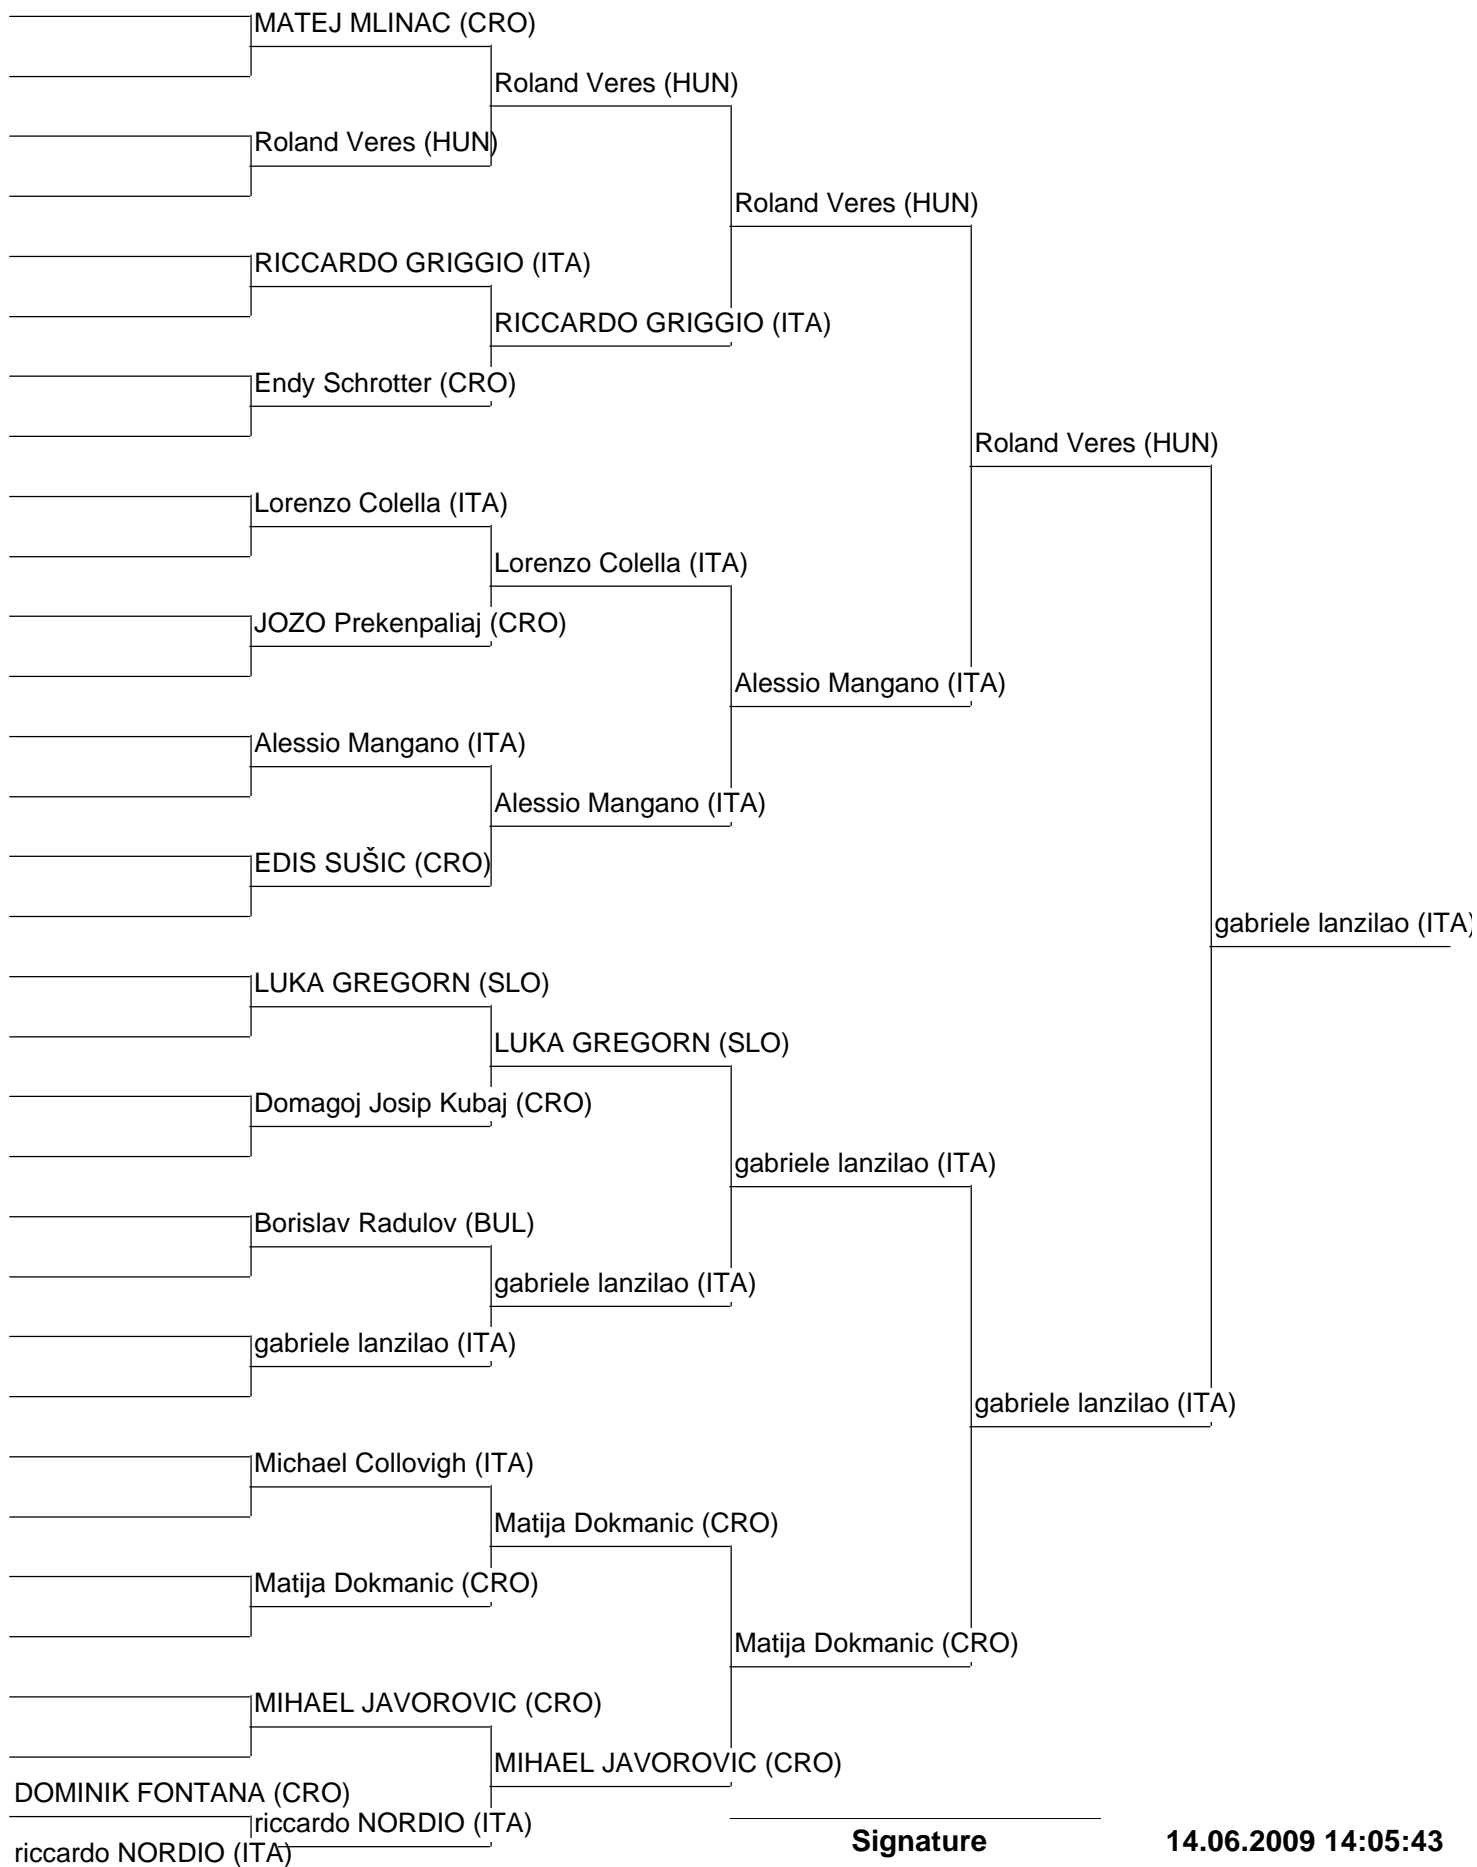 MATEJ MLINAC (CRO)
Roland Veres (HUN)
Roland Veres (HUN)
Roland Veres (HUN)
RICCARDO GRIGGIO (ITA)
RICCARDO GRIGGIO (ITA)
Endy Schrotter (CRO)
Roland Veres (HUN)
Lorenzo Colella (ITA)
Lorenzo Colella (ITA)
JOZO Prekenpaliaj (CRO)
Alessio Mangano (ITA)
Alessio Mangano (ITA)
Alessio Mangano (ITA)
EDIS SUŠIC (CRO)
gabriele lanzilao (ITA)
LUKA GREGORN (SLO)
LUKA GREGORN (SLO)
Domagoj Josip Kubaj (CRO)
gabriele lanzilao (ITA)
Borislav Radulov (BUL)
gabriele lanzilao (ITA)
gabriele lanzilao (ITA)
gabriele lanzilao (ITA)
Michael Collovigh (ITA)
Matija Dokmanic (CRO)
Matija Dokmanic (CRO)
Matija Dokmanic (CRO)
MIHAEL JAVOROVIC (CRO)
MIHAEL JAVOROVIC (CRO)
DOMINIK FONTANA (CRO)
riccardo NORDIO (ITA)
riccardo NORDIO (ITA)
Signature 14.06.2009 14:05:43